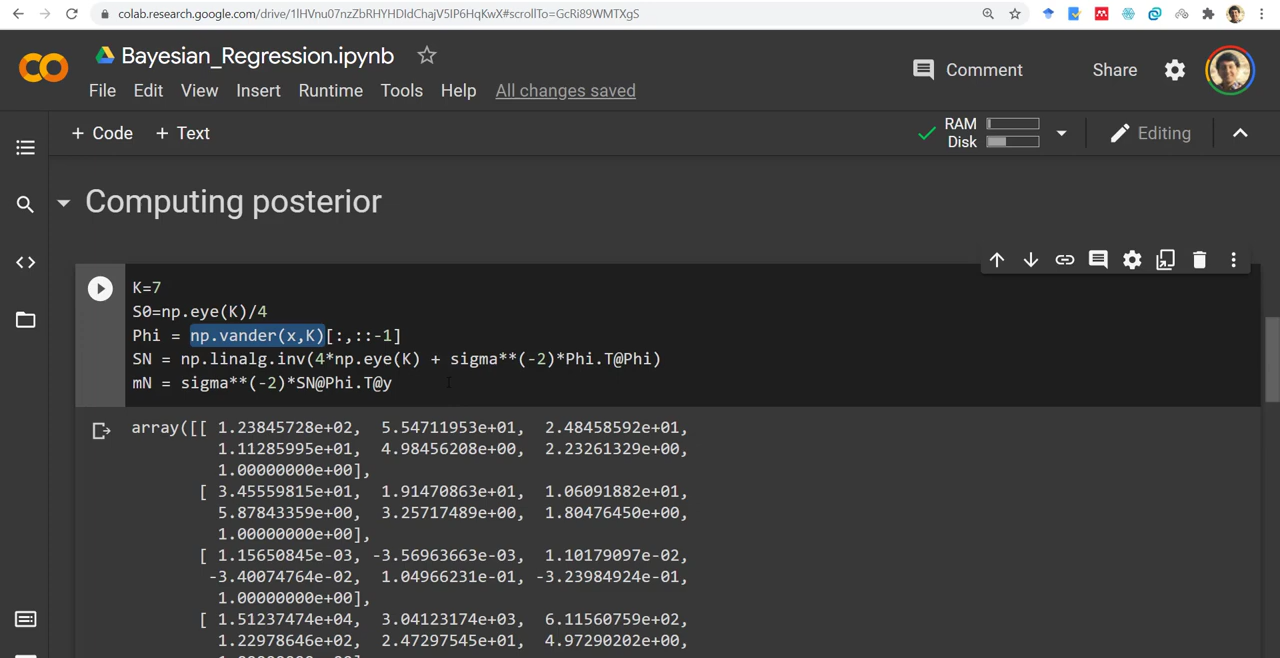 colab.research.google.com/drive/1lHVnu07nzZbRHYHDIdChajV5IP6HqKwX#scrollTo=GcRi89WMTXgS
Bayesian_Regression.ipynb
Comment
Share
File Edit View Insert Runtime Tools Help All changes saved
+ Code + Text
RAM
Disk
Editing
Computing posterior
K=7
S0=np.eye(K)/4
Phi = np.vander(x,K)[:,::-1]
SN = np.linalg.inv(4*np.eye(K) + sigma**(-2)*Phi.T@Phi)
mN = sigma**(-2)*SN@Phi.T@y
array([[ 1.23845728e+02, 5.54711953e+01, 2.48458592e+01,
1.11285995e+01, 4.98456208e+00, 2.23261329e+00,
1.00000000e+00],
[ 3.45559815e+01, 1.91470863e+01, 1.06091882e+01,
5.87843359e+00, 3.25717489e+00, 1.80476450e+00,
1.00000000e+00],
[ 1.15650845e-03, -3.56963663e-03, 1.10179097e-02,
-3.40074764e-02, 1.04966231e-01, -3.23984924e-01,
1.00000000e+00],
[ 1.51237474e+04, 3.04123174e+03, 6.11560759e+02,
1.22978646e+02, 2.47297545e+01, 4.97290202e+00,